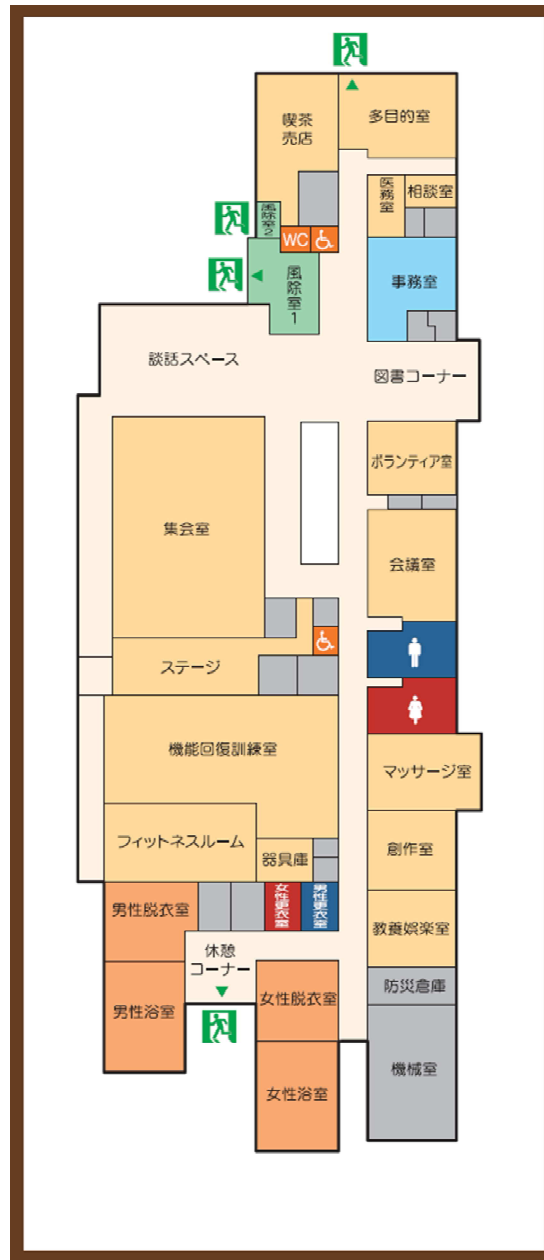 喫茶
売店
多目的室
医務室
相談室
風除室2
WC
風除室1
事務室
談話スペース
図書コーナー
ボランティア室
集会室
会議室
ステージ
機能回復訓練室
マッサージ室
フィットネスルーム
器具庫
創作室
男性脱衣室
女性更衣室
男性更衣室
教養娯楽室
休憩
コーナー
女性脱衣室
防災倉庫
男性浴室
機械室
女性浴室